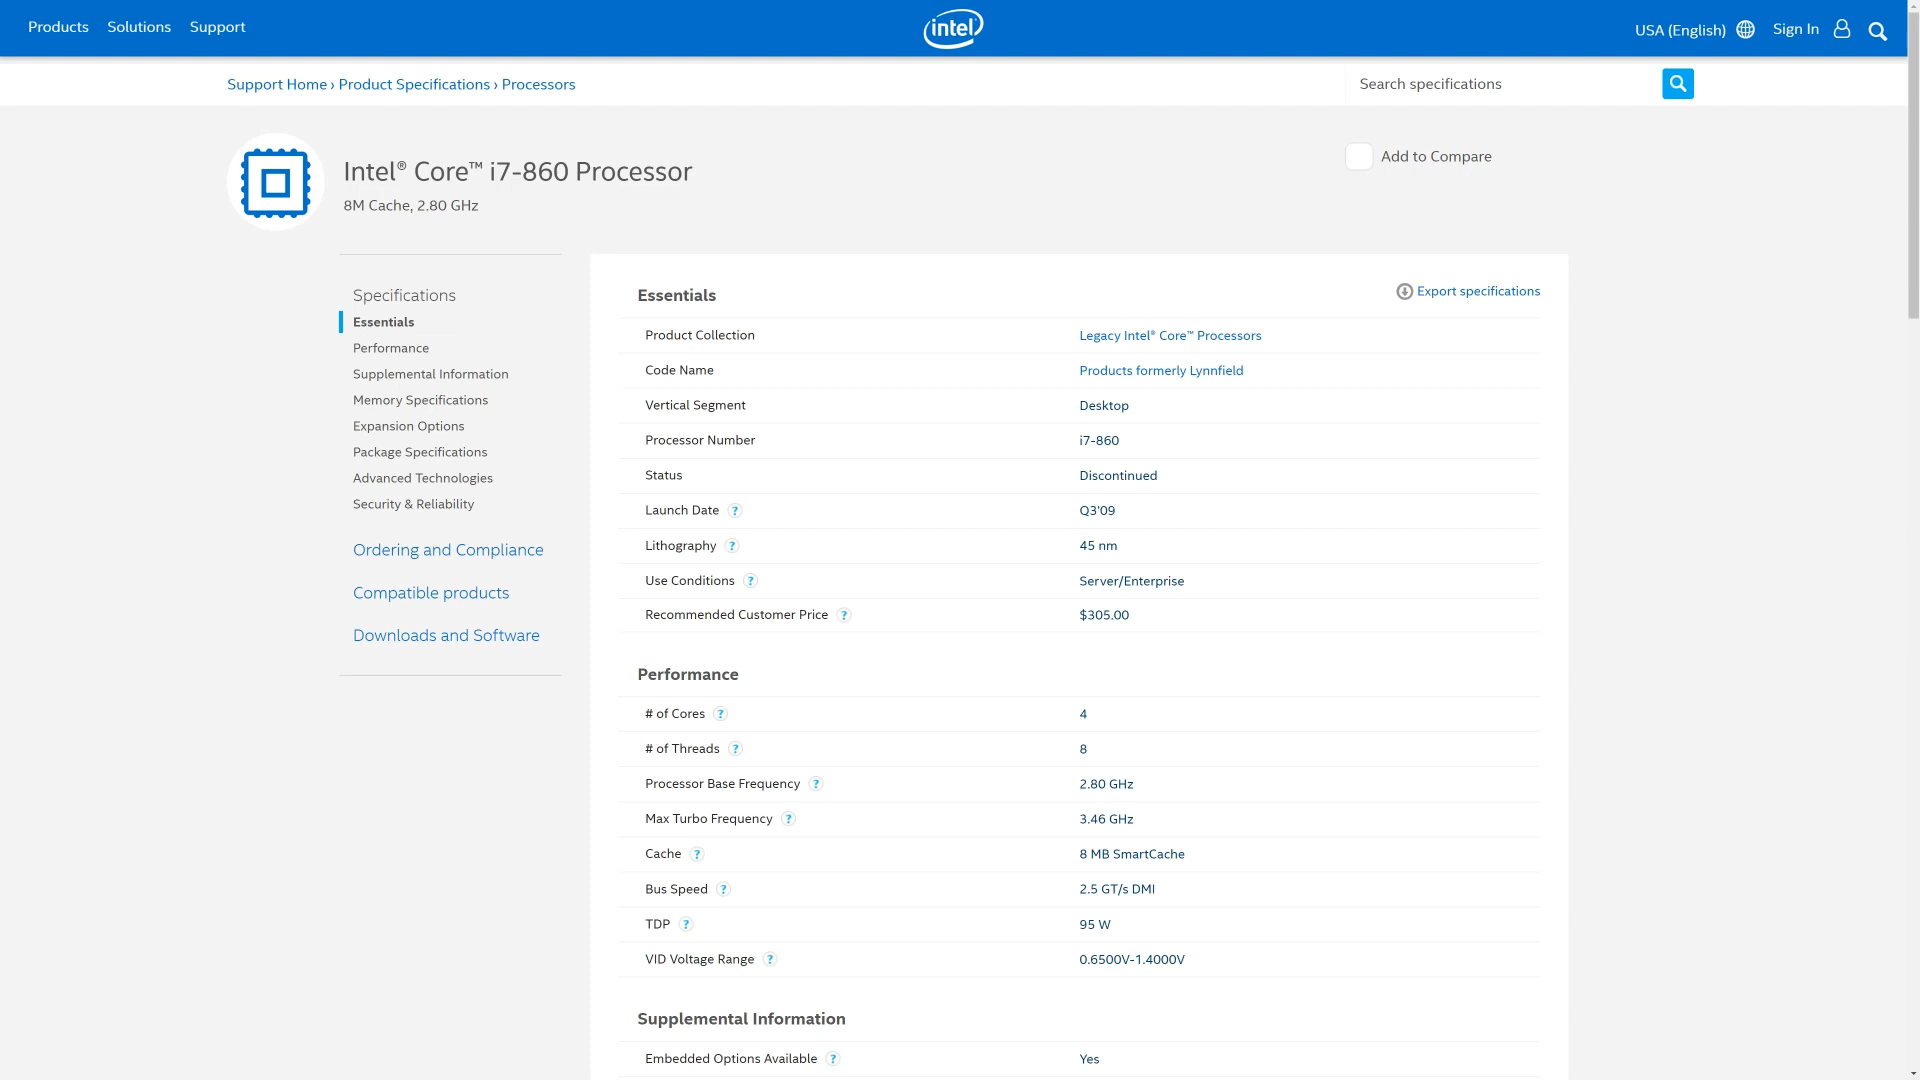 Products Solutions Support
intel
USA (English) Sign In
Support Home › Product Specifications › Processors
Search specifications
Intel® Core™ i7-860 Processor
8M Cache, 2.80 GHz
Add to Compare
Specifications
Essentials
Performance
Supplemental Information
Memory Specifications
Expansion Options
Package Specifications
Advanced Technologies
Security & Reliability
Ordering and Compliance
Compatible products
Downloads and Software
Essentials
Export specifications
Product Collection Legacy Intel® Core™ Processors
Code Name Products formerly Lynnfield
Vertical Segment Desktop
Processor Number i7-860
Status Discontinued
Launch Date ? Q3'09
Lithography ? 45 nm
Use Conditions ? Server/Enterprise
Recommended Customer Price ? $305.00
Performance
# of Cores ? 4
# of Threads ? 8
Processor Base Frequency ? 2.80 GHz
Max Turbo Frequency ? 3.46 GHz
Cache ? 8 MB SmartCache
Bus Speed ? 2.5 GT/s DMI
TDP ? 95 W
VID Voltage Range ? 0.6500V-1.4000V
Supplemental Information
Embedded Options Available ? Yes